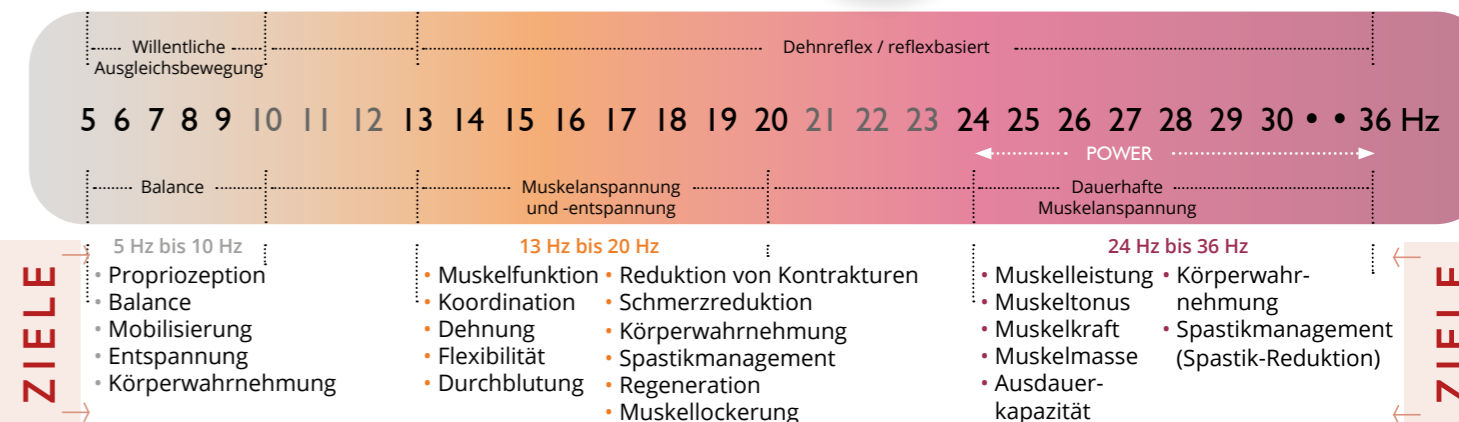 Willentliche
Ausgleichsbewegung
Dehnreflex / reflexbasiert
5 6 7 8 9 10 11 12 13 14 15 16 17 18 19 20 21 22 23 24 25 26 27 28 29 30 • • 36 Hz
POWER
Balance
Muskelanspannung
und -entspannung
Dauerhafte
Muskelanspannung
ZIELE
5 Hz bis 10 Hz
• Propriozeption
• Balance
• Mobilisierung
• Entspannung
• Körperwahrnehmung
13 Hz bis 20 Hz
• Muskelfunktion
• Koordination
• Dehnung
• Flexibilität
• Durchblutung
• Reduktion von Kontrakturen
• Schmerzreduktion
• Körperwahrnehmung
• Spastikmanagement
• Regeneration
• Muskellockerung
24 Hz bis 36 Hz
• Muskelleistung
• Muskeltonus
• Muskelkraft
• Muskelmasse
• Ausdauer-
kapazität
• Körperwahr-
nehmung
• Spastikmanagement
(Spastik-Reduktion)
ZIELE